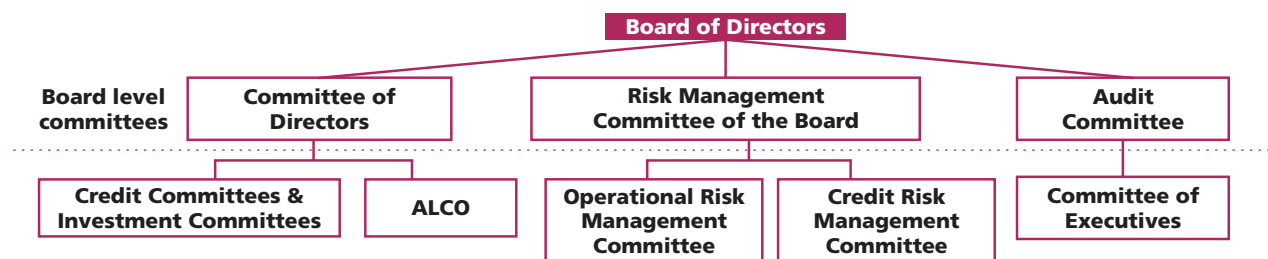 Board of Directors
Board level
committees
Committee of
Directors
Risk Management
Committee of the Board
Audit
Committee
Credit Committees &
Investment Committees
ALCO
Operational Risk
Management
Committee
Credit Risk
Management
Committee
Committee of
Executives